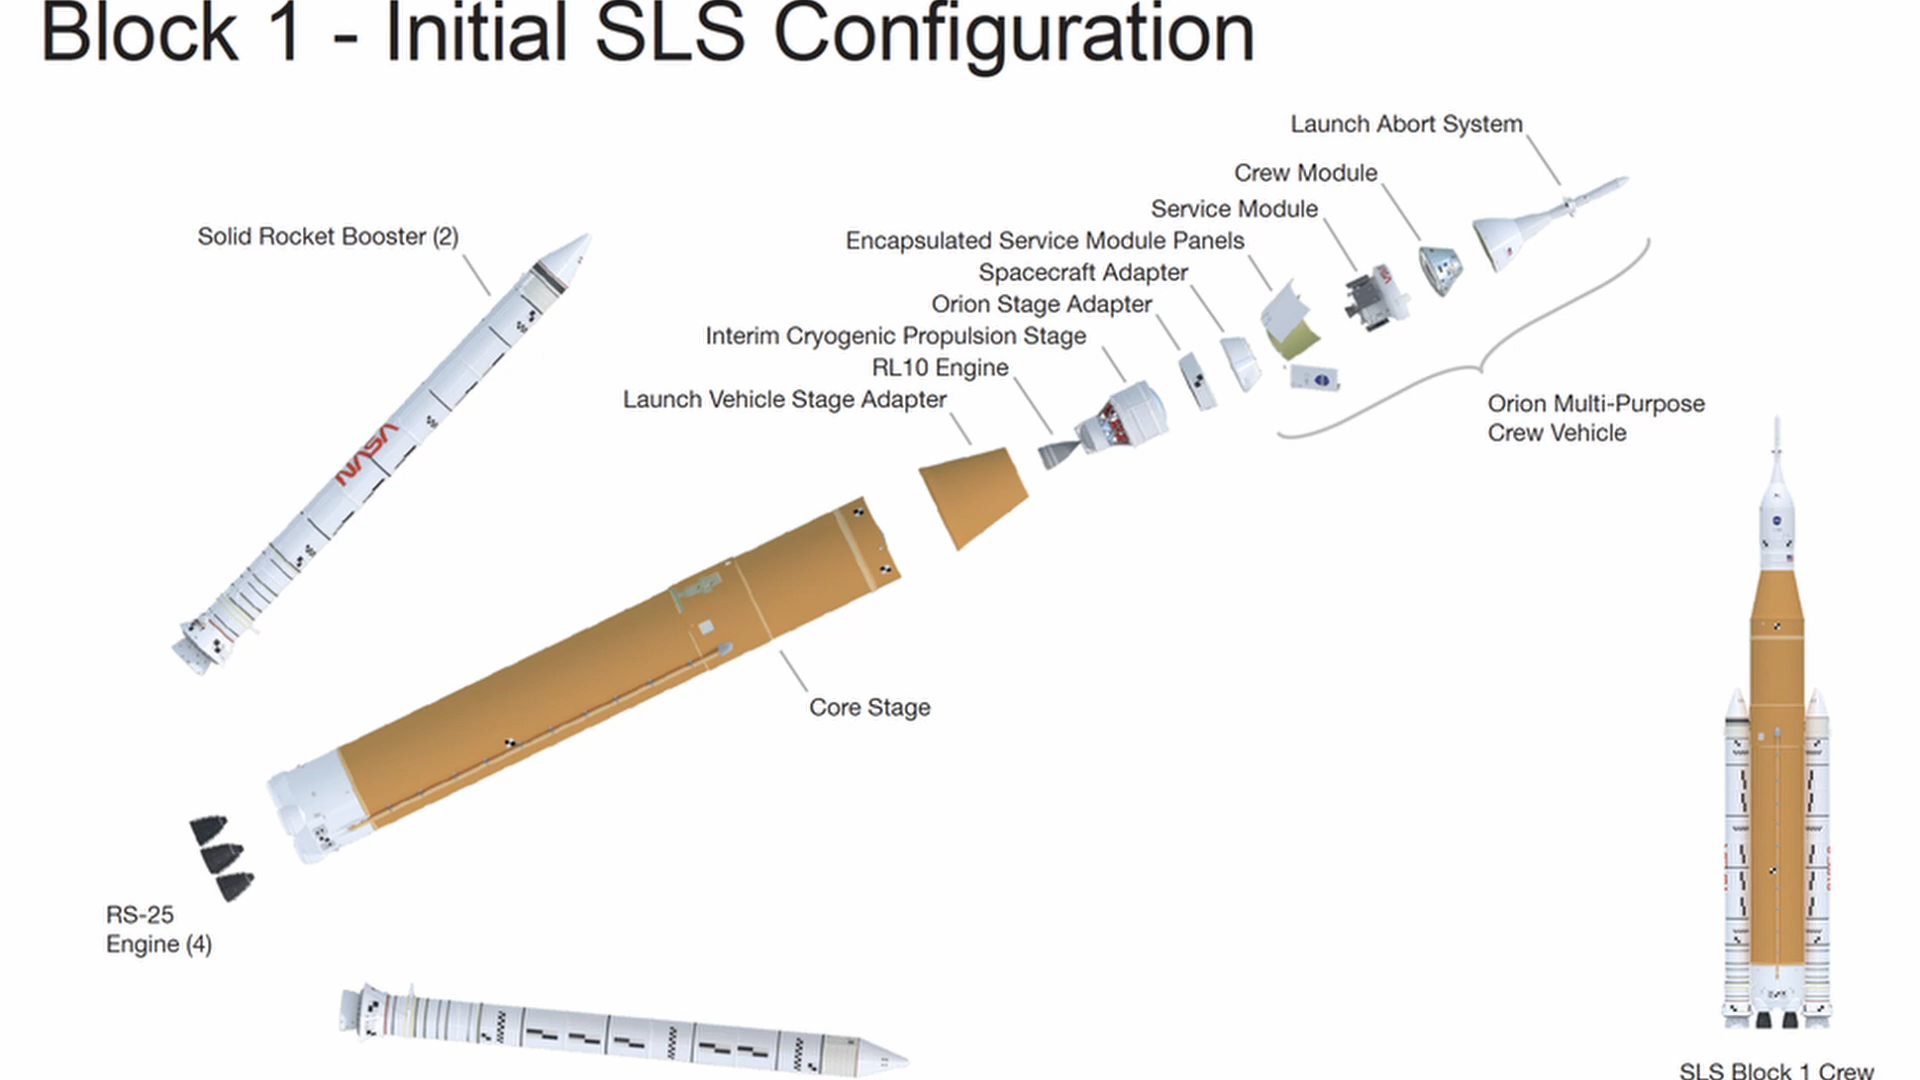 Block 1 - Initial SLS Configuration
Launch Abort System
Crew Module
Service Module
Encapsulated Service Module Panels
Spacecraft Adapter
Orion Stage Adapter
Interim Cryogenic Propulsion Stage
RL10 Engine
Launch Vehicle Stage Adapter
Solid Rocket Booster (2)
NASA
Orion Multi-Purpose
Crew Vehicle
Core Stage
RS-25
Engine (4)
SLS Block 1 Crew